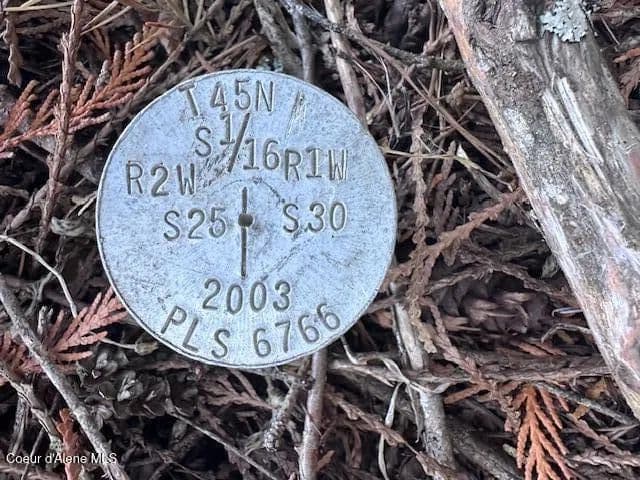 T45N
S1/16
R2W R1W
S25 S30
2003
PLS 6766
Coeur d'Alene MLS